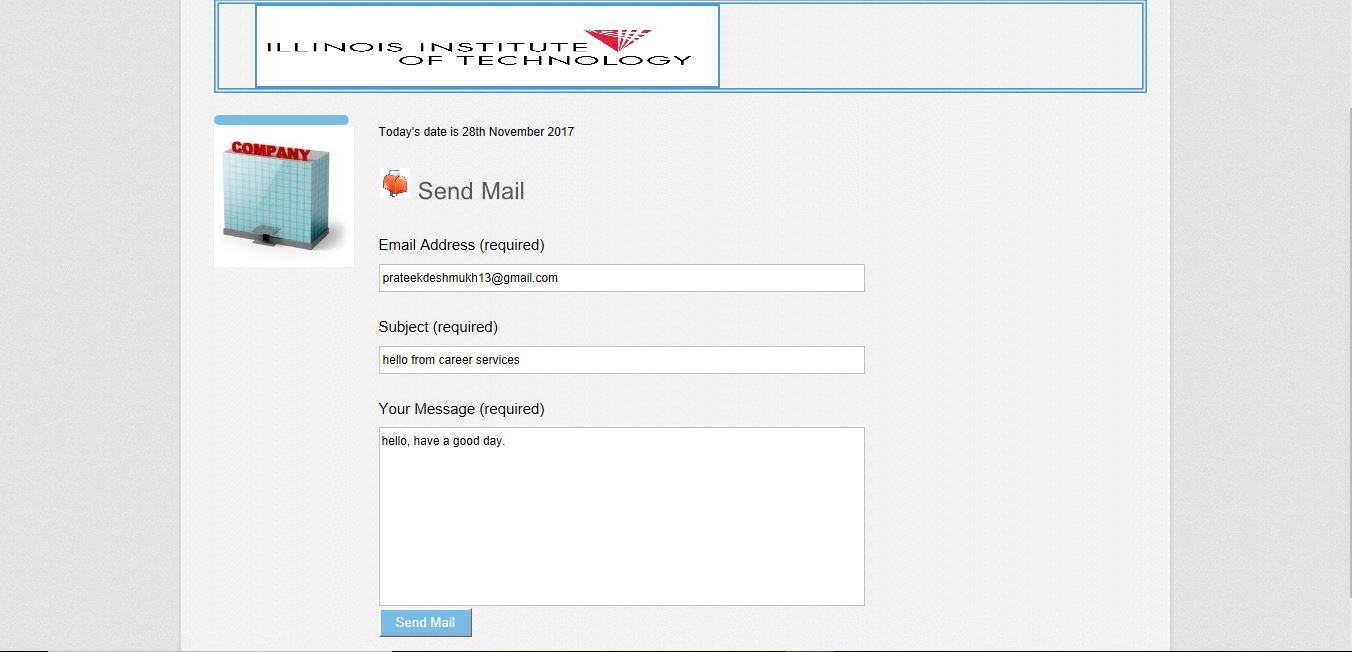 ILLINOIS INSTITUTE
OF TECHNOLOGY
COMPANY
Today's date is 28th November 2017
Send Mail
Email Address (required)
prateekdeshmukh13@gmail.com
Subject (required)
hello from career services
Your Message (required)
hello, have a good day.
Send Mail